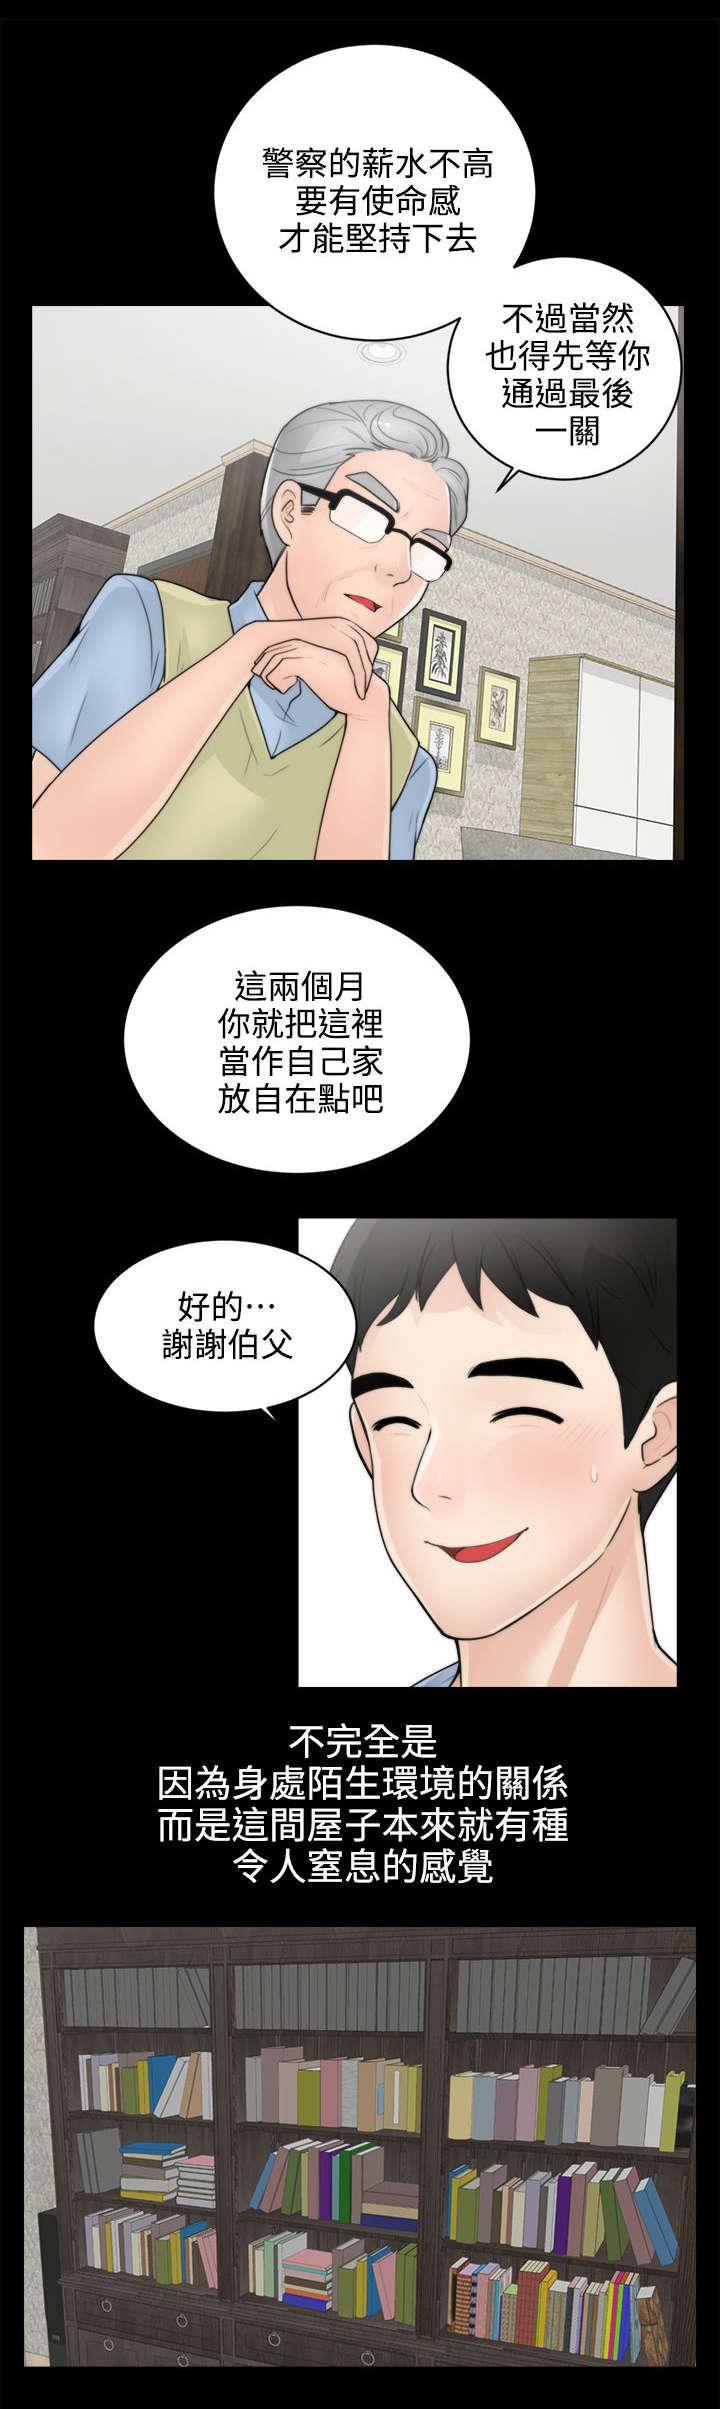 警察的薪水不高
要有使命感
才能堅持下去
不過當然
也得先等你
通過最後
一關
這兩個月
你就把這裡
當作自己家
放自在點吧
好的⋯
謝謝伯父
不完全是
因為身處陌生環境的關係
而是這間屋子本來就有種
令人窒息的感覺